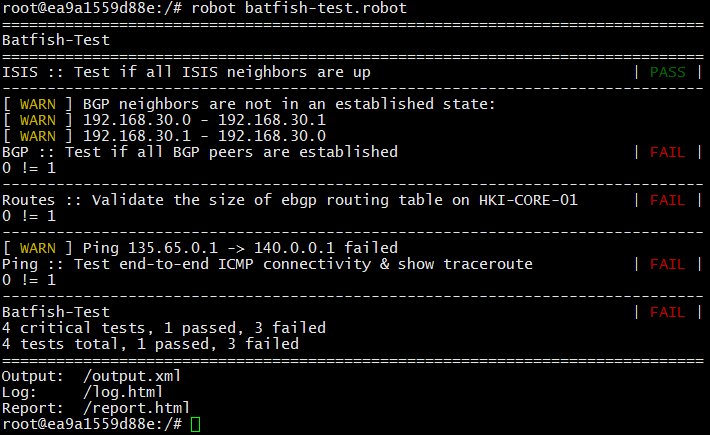 root@ea9a1559d88e:/# robot batfish-test.robot
==============================================================================
Batfish-Test
==============================================================================
ISIS :: Test if all ISIS neighbors are up | PASS |
------------------------------------------------------------------------------
[ WARN ] BGP neighbors are not in an established state:
[ WARN ] 192.168.30.0 - 192.168.30.1
[ WARN ] 192.168.30.1 - 192.168.30.0
BGP :: Test if all BGP peers are established | FAIL |
0 != 1
------------------------------------------------------------------------------
Routes :: Validate the size of ebgp routing table on HKI-CORE-01 | FAIL |
0 != 1
------------------------------------------------------------------------------
[ WARN ] Ping 135.65.0.1 -> 140.0.0.1 failed
Ping :: Test end-to-end ICMP connectivity & show traceroute | FAIL |
0 != 1
------------------------------------------------------------------------------
Batfish-Test | FAIL |
4 critical tests, 1 passed, 3 failed
4 tests total, 1 passed, 3 failed
==============================================================================
Output: /output.xml
Log: /log.html
Report: /report.html
root@ea9a1559d88e:/#